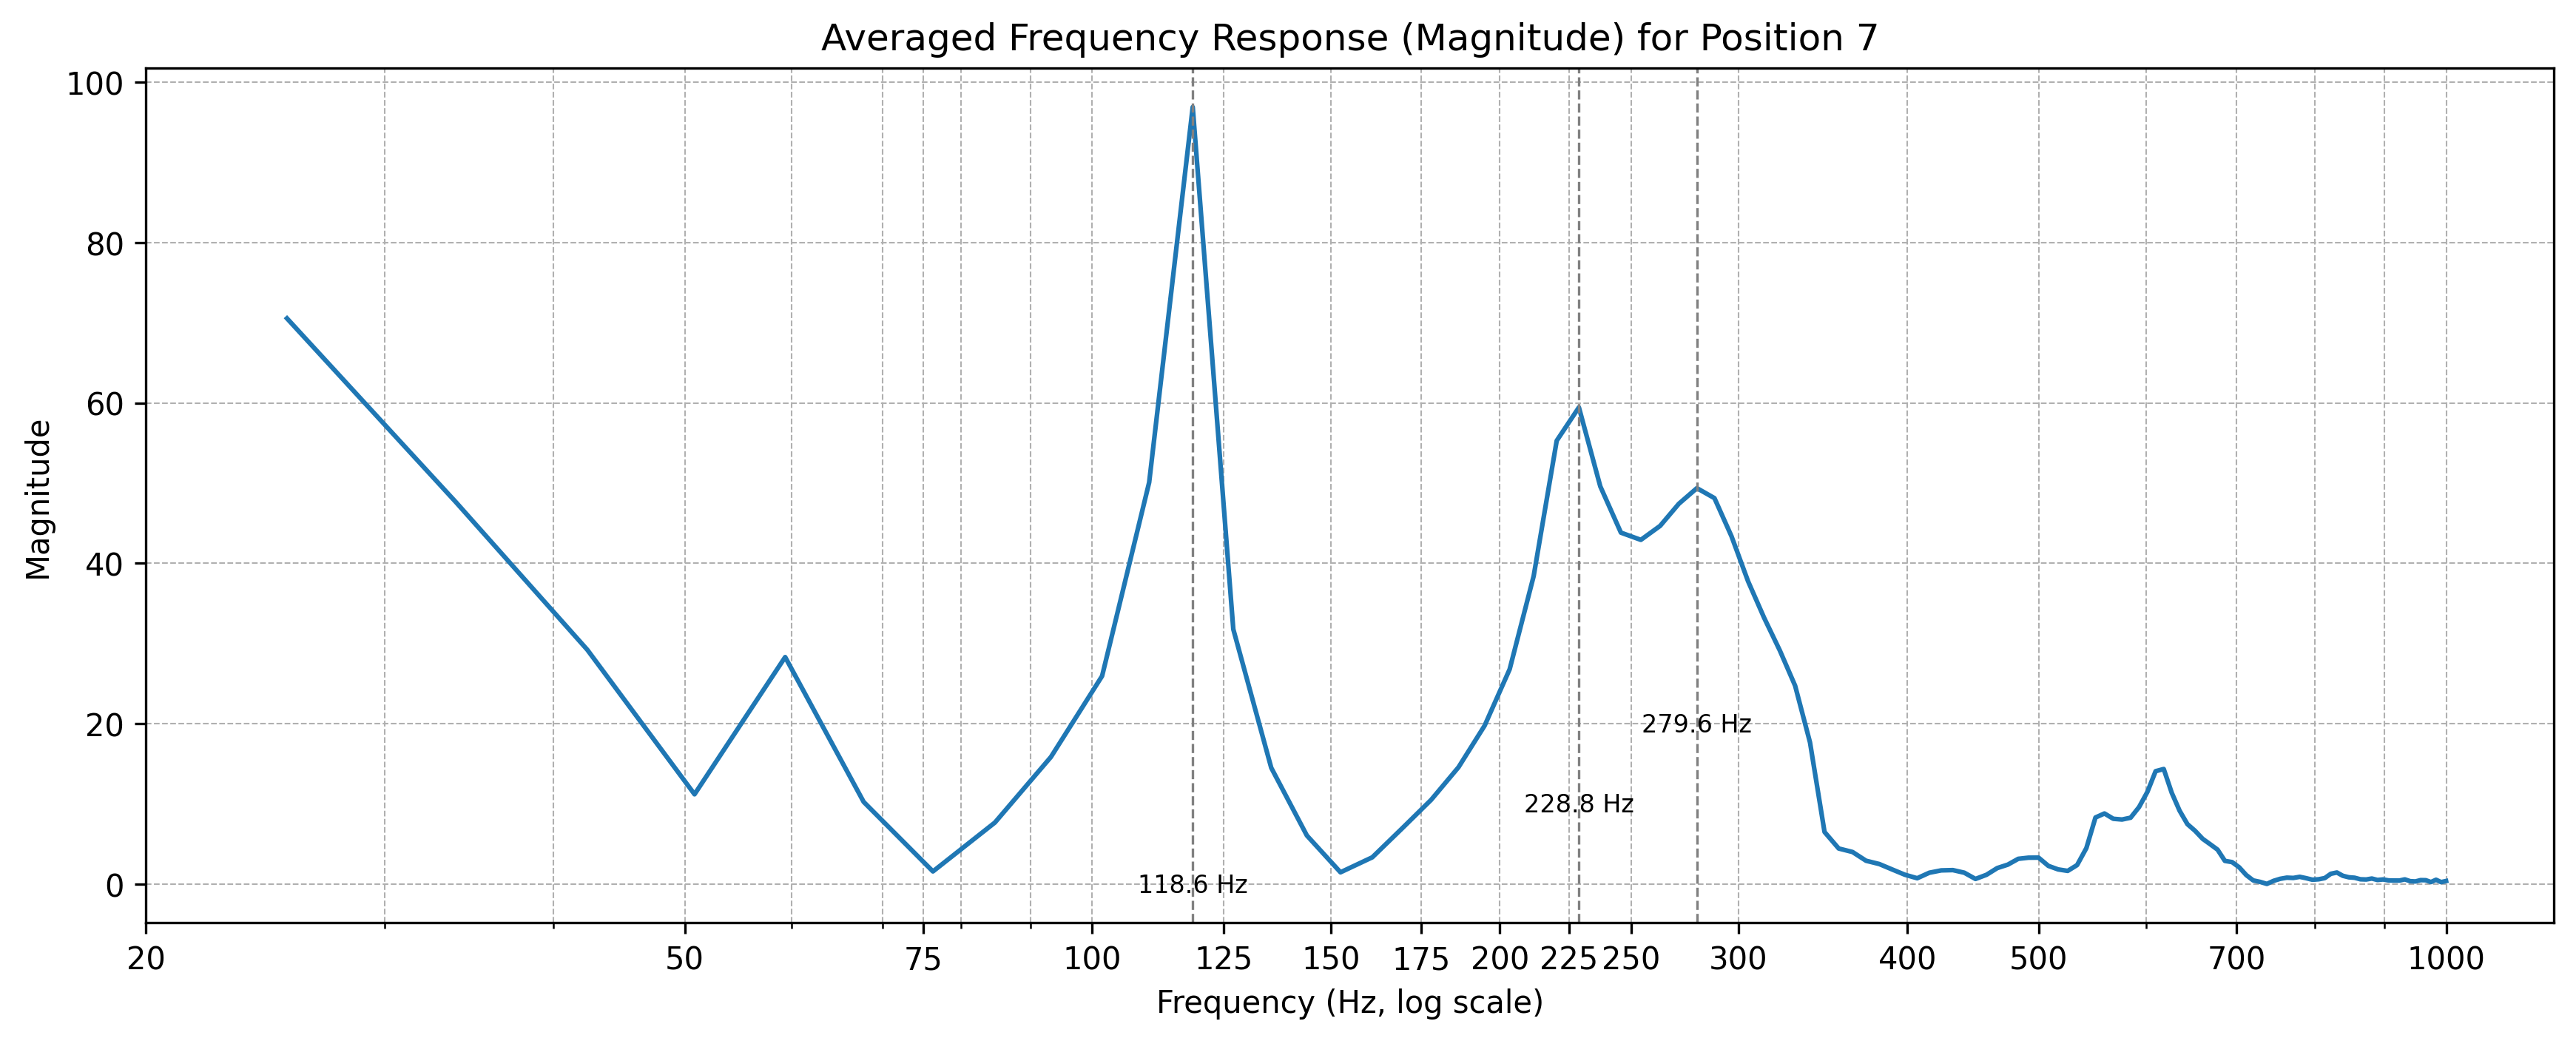 Averaged Frequency Response (Magnitude) for Position 7
100
80
60
40
20
0
Magnitude
279.6 Hz
228.8 Hz
118.6 Hz
20 50 75 100 125 150 175 200 225 250 300 400 500 700 1000
Frequency (Hz, log scale)